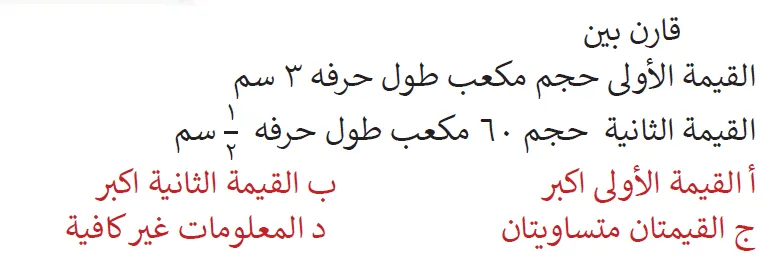 قارن بين
القيمة الأولى حجم مكعب طول حرفه ٣ سم
القيمة الثانية حجم ٦٠ مكعب طول حرفه ١/٢ سم
أ القيمة الأولى اكبر ب القيمة الثانية اكبر
ج القيمتان متساويتان د المعلومات غير كافية